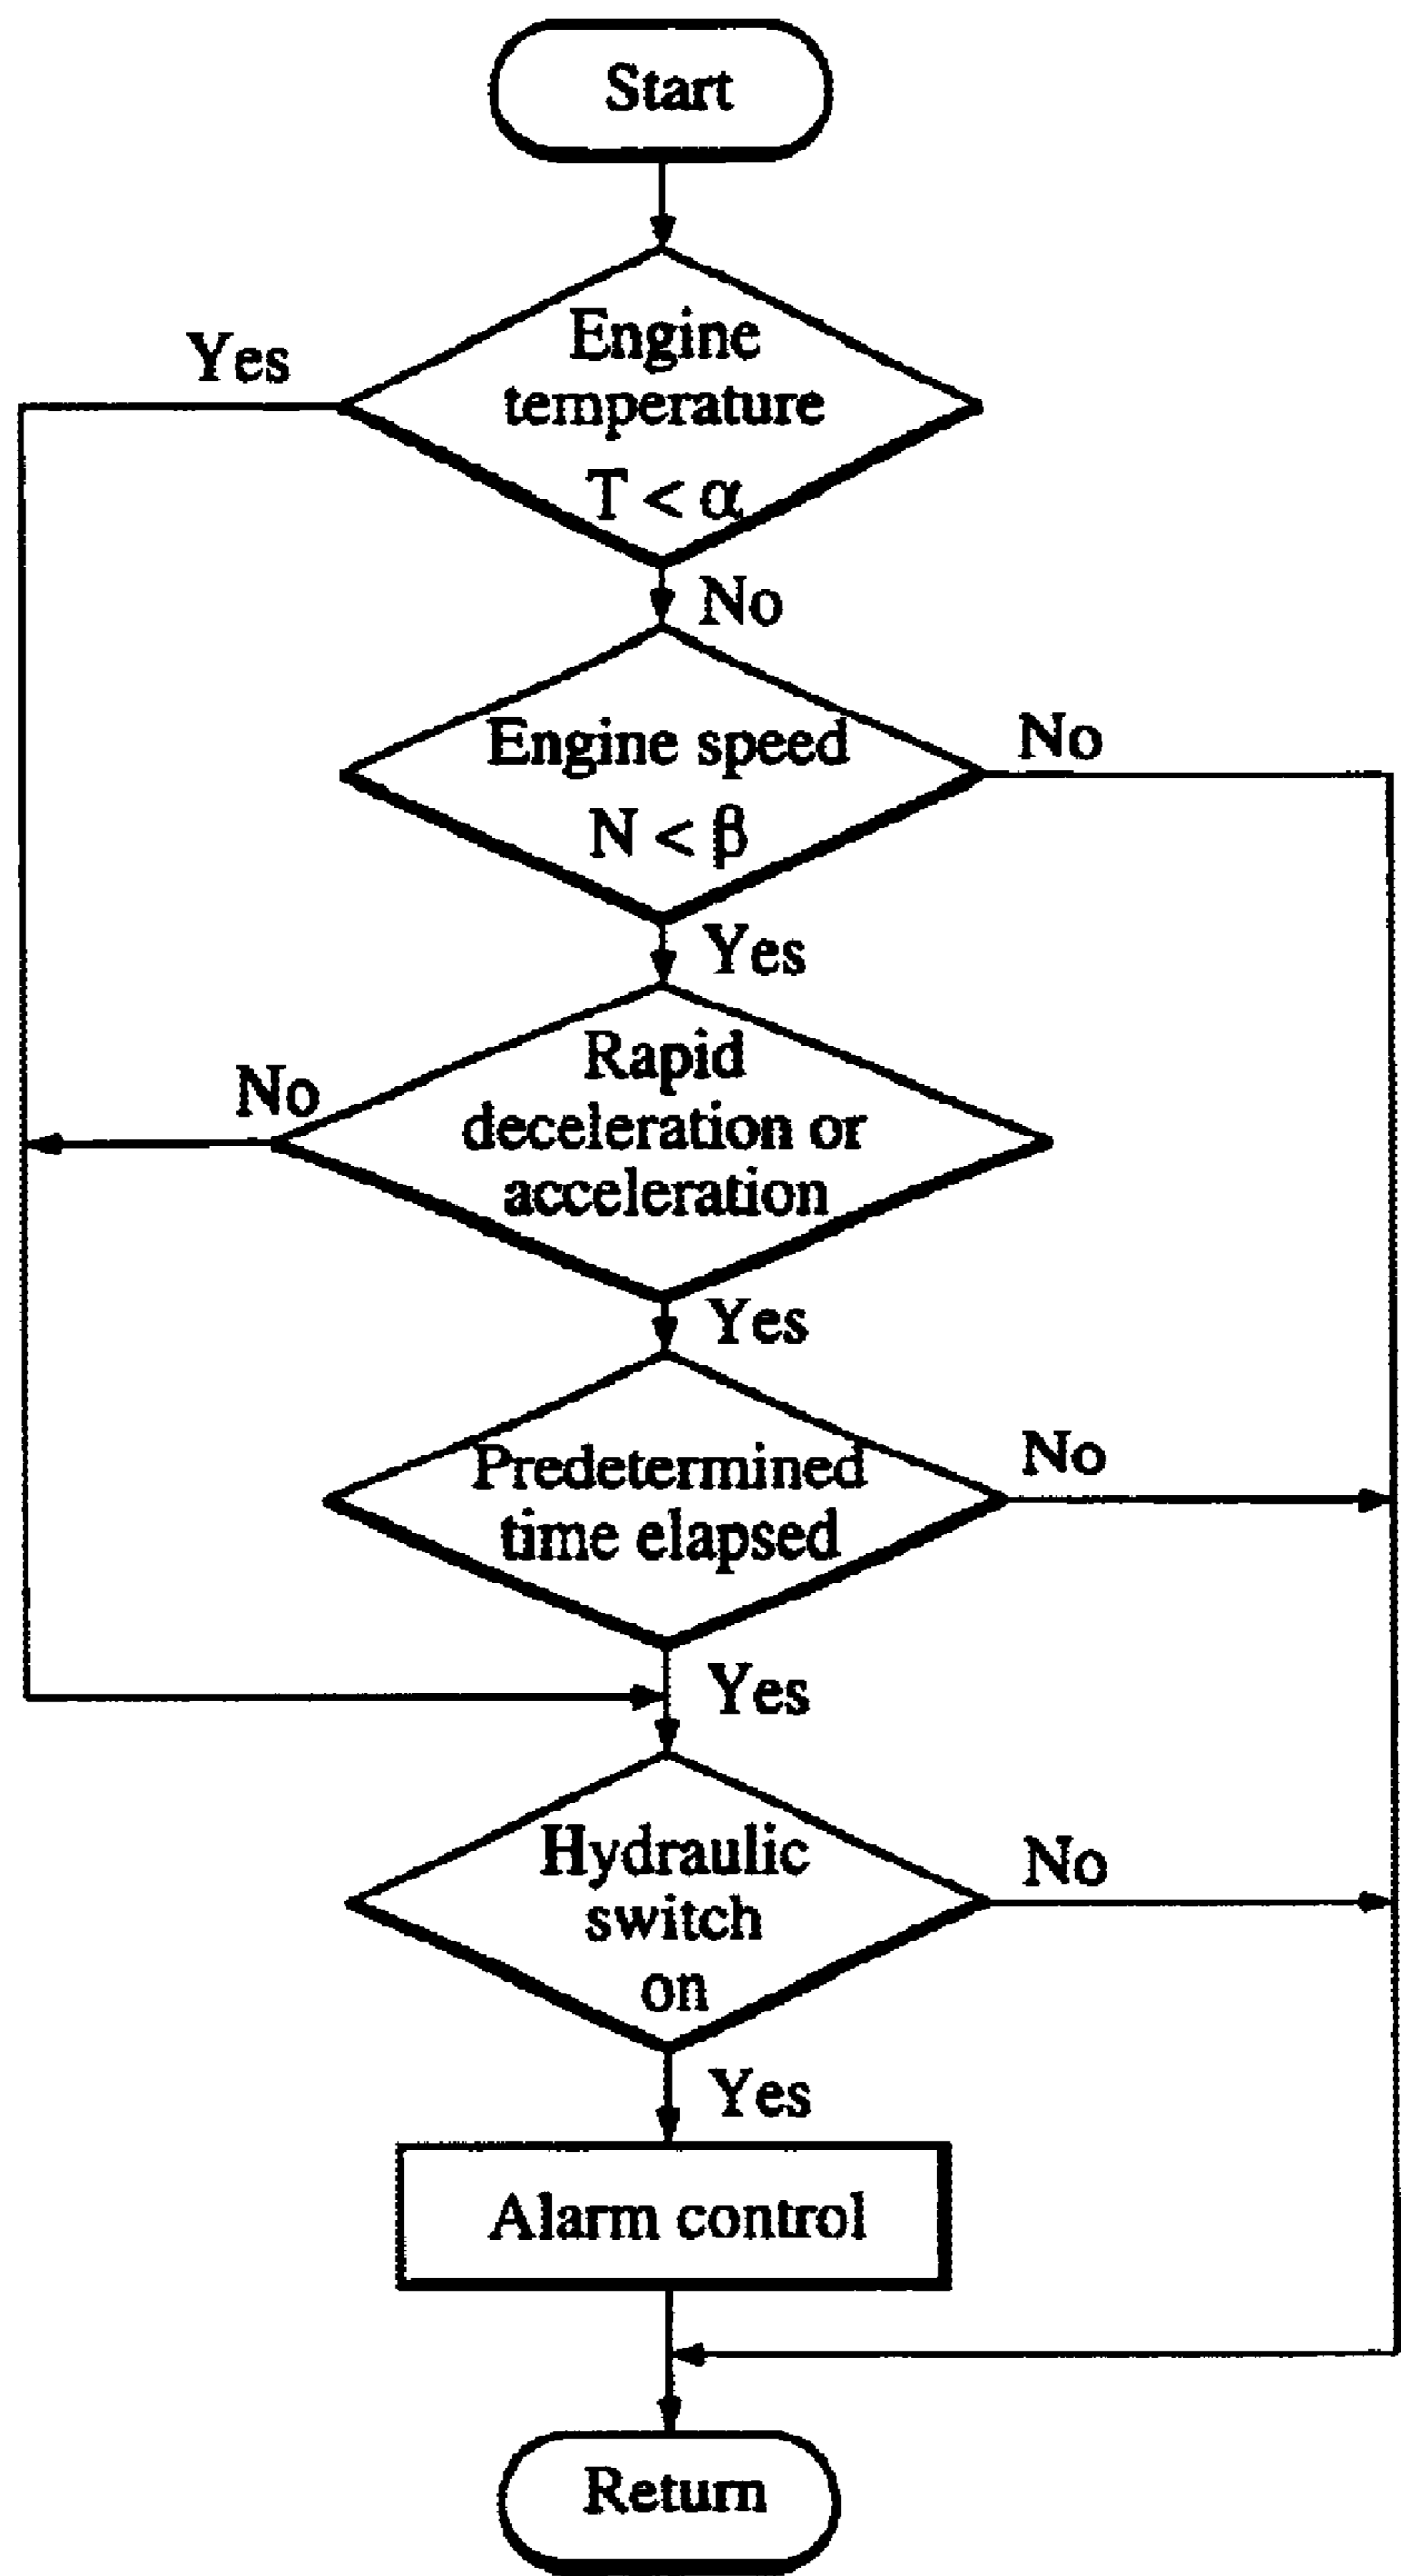 Start
Yes
Engine
temperature
T < α
No
Engine speed
No
N < β
Yes
Rapid
No
deceleration or
acceleration
Yes
Predetermined
No
time elapsed
Yes
Hydraulic
No
switch
on
Yes
Alarm control
Return